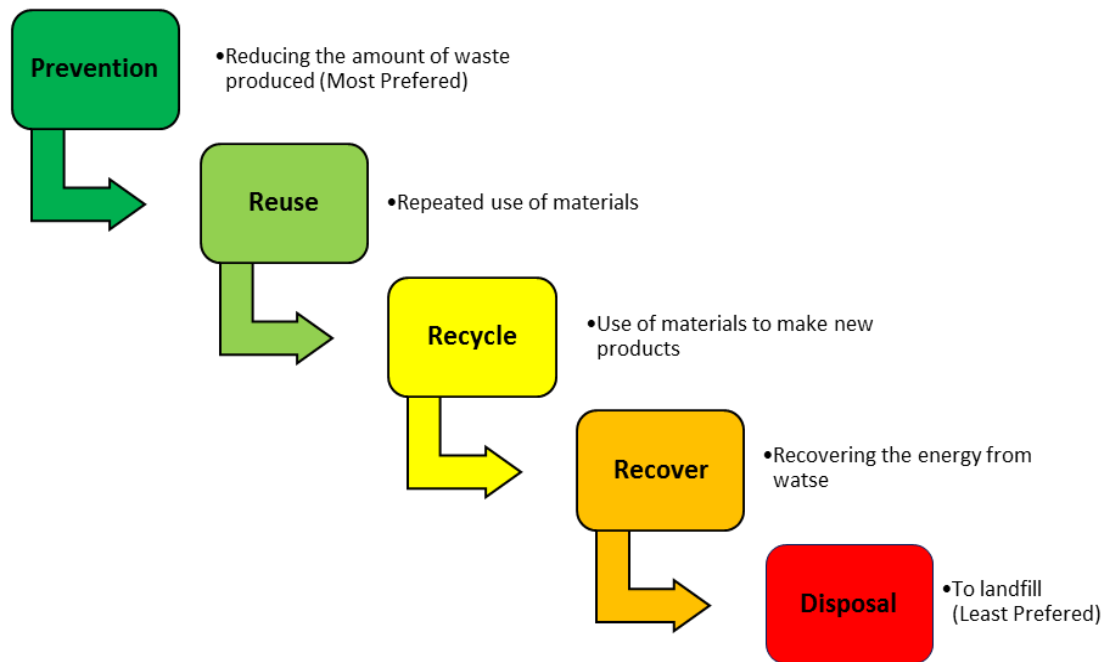 Prevention
•Reducing the amount of waste
produced (Most Prefered)
Reuse
•Repeated use of materials
Recycle
•Use of materials to make new
products
Recover
•Recovering the energy from
watse
Disposal
•To landfill
(Least Prefered)